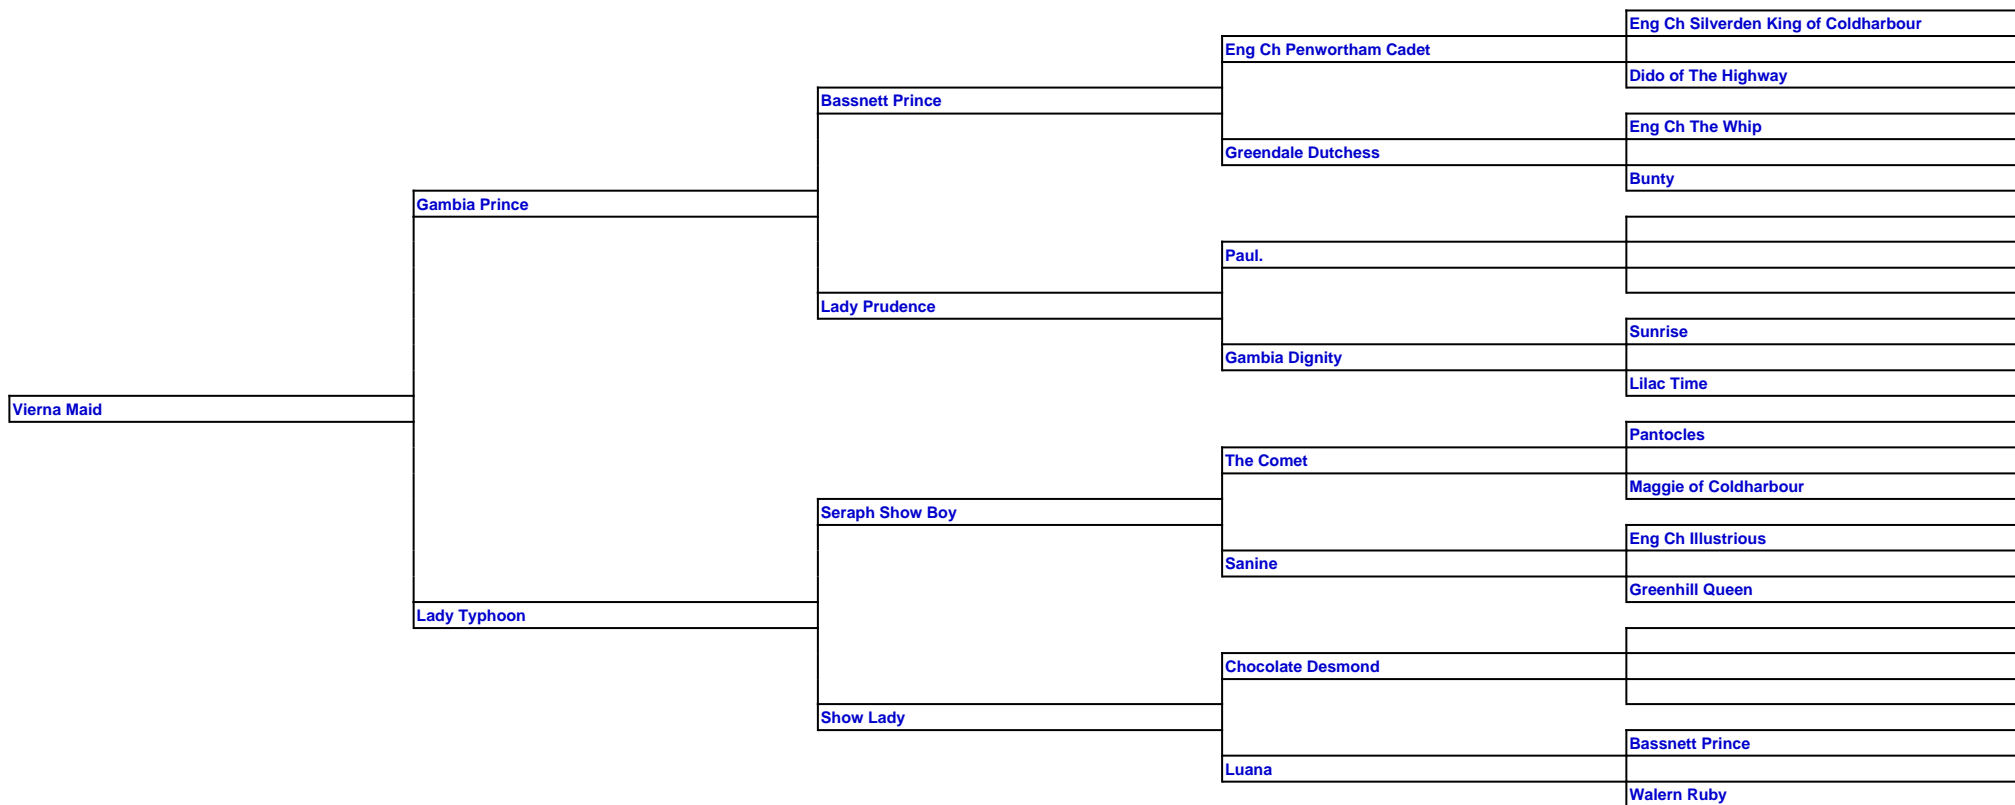 Eng Ch Silverden King of Coldharbour
Eng Ch Penwortham Cadet
Dido of The Highway
Bassnett Prince
Eng Ch The Whip
Greendale Dutchess
Bunty
Gambia Prince
Paul.
Lady Prudence
Sunrise
Gambia Dignity
Lilac Time
Vierna Maid
Pantocles
The Comet
Maggie of Coldharbour
Seraph Show Boy
Eng Ch Illustrious
Sanine
Greenhill Queen
Lady Typhoon
Chocolate Desmond
Show Lady
Bassnett Prince
Luana
Walern Ruby